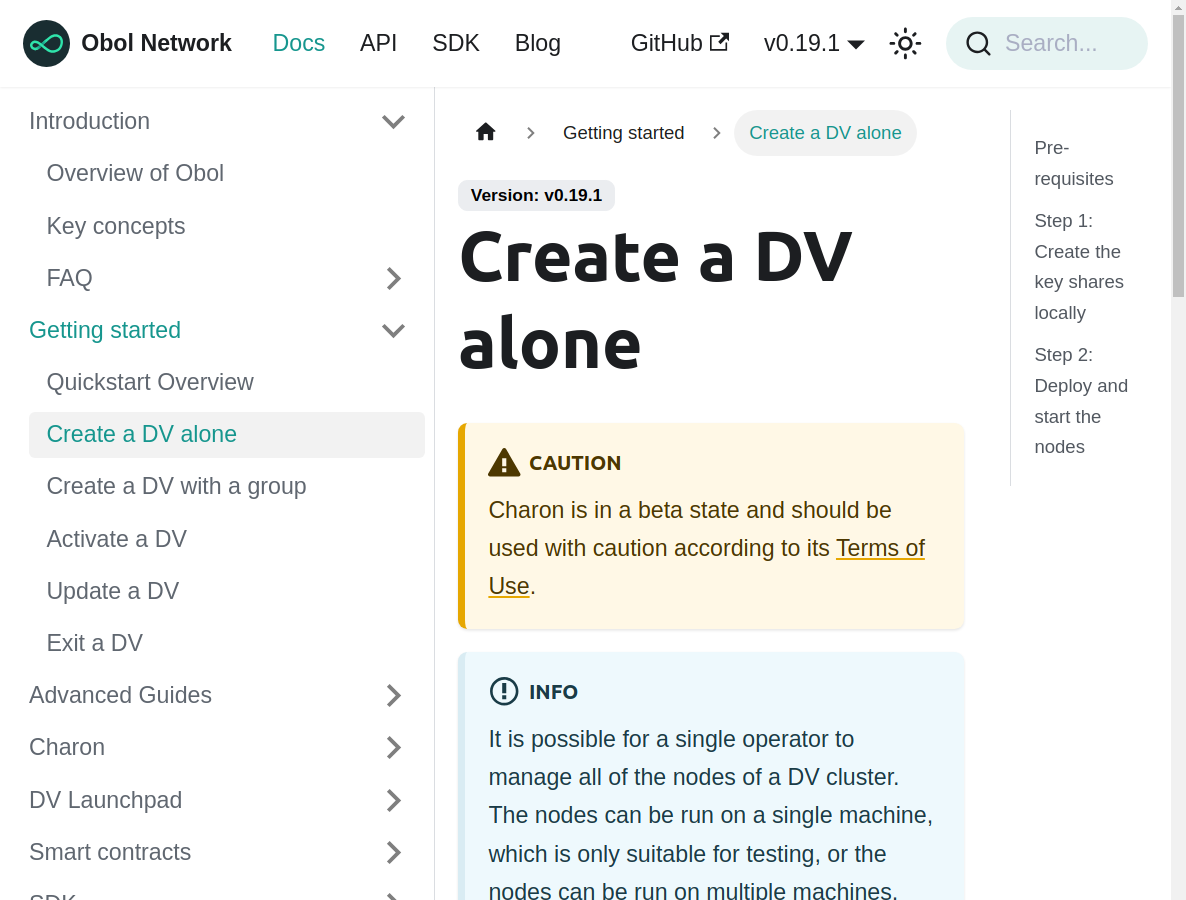 Obol Network
Docs
API
SDK
Blog
GitHub
v0.19.1
Search...
Introduction
Overview of Obol
Key concepts
FAQ
Getting started
Quickstart Overview
Create a DV alone
Create a DV with a group
Activate a DV
Update a DV
Exit a DV
Advanced Guides
Charon
DV Launchpad
Smart contracts
SDK
Getting started
Create a DV alone
Version: v0.19.1
Create a DV
alone
CAUTION
Charon is in a beta state and should be
used with caution according to its Terms of
Use.
INFO
It is possible for a single operator to
manage all of the nodes of a DV cluster.
The nodes can be run on a single machine,
which is only suitable for testing, or the
nodes can be run on multiple machines,
Pre-
requisites
Step 1:
Create the
key shares
locally
Step 2:
Deploy and
start the
nodes